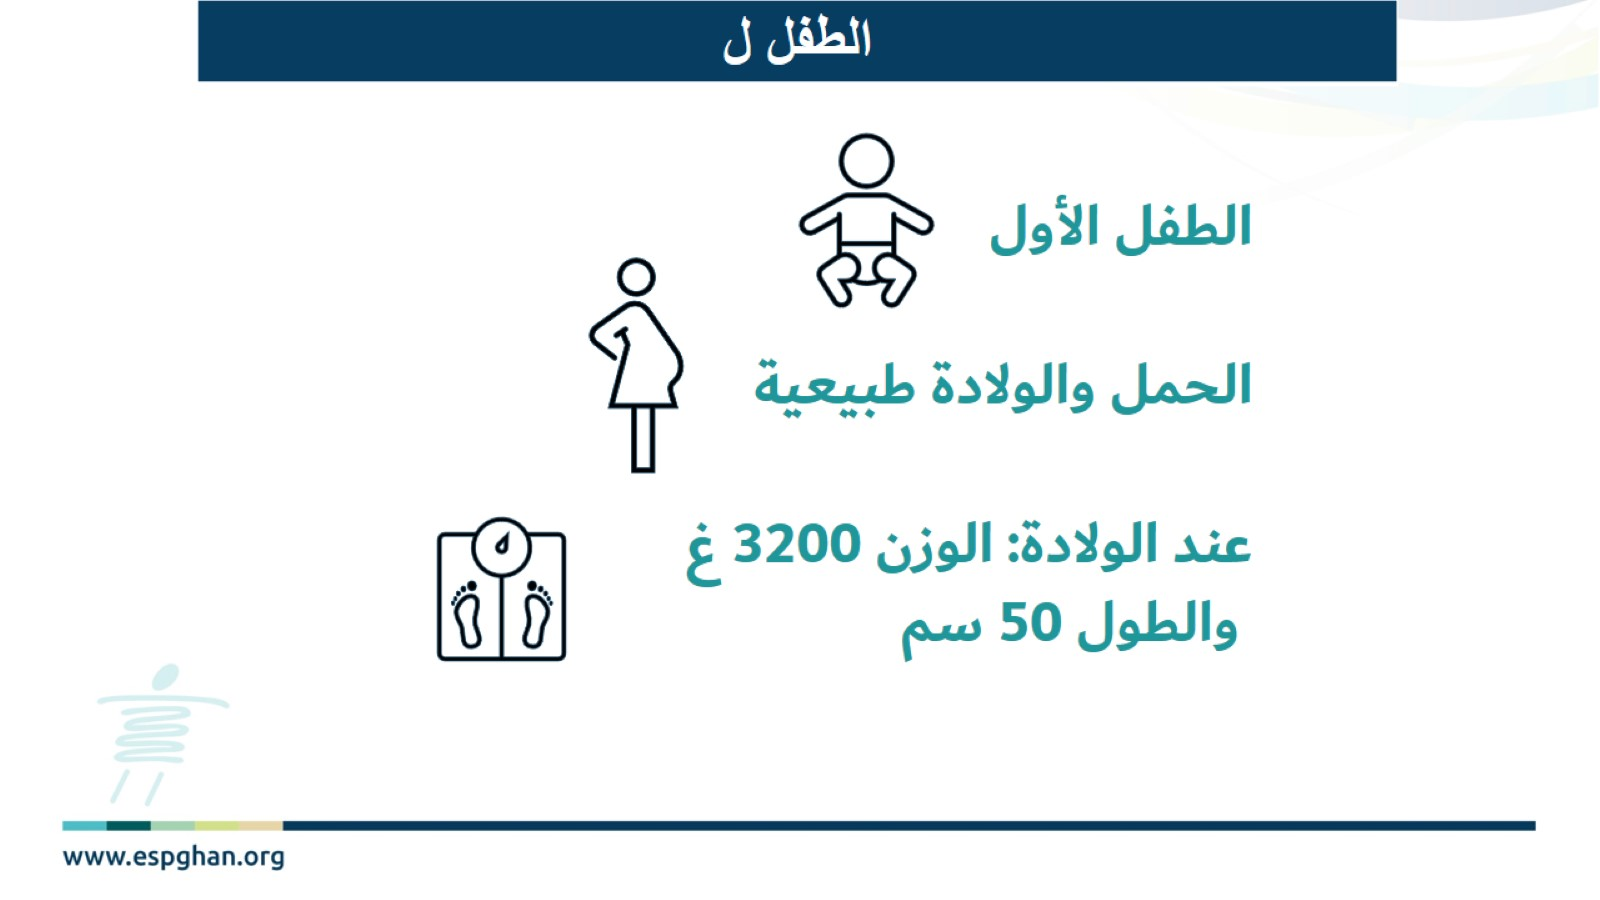 الطفل ل
الطفل الأول
الحمل والولادة طبيعية
عند الولادة: الوزن 3200 غ
والطول 50 سم
www.espghan.org